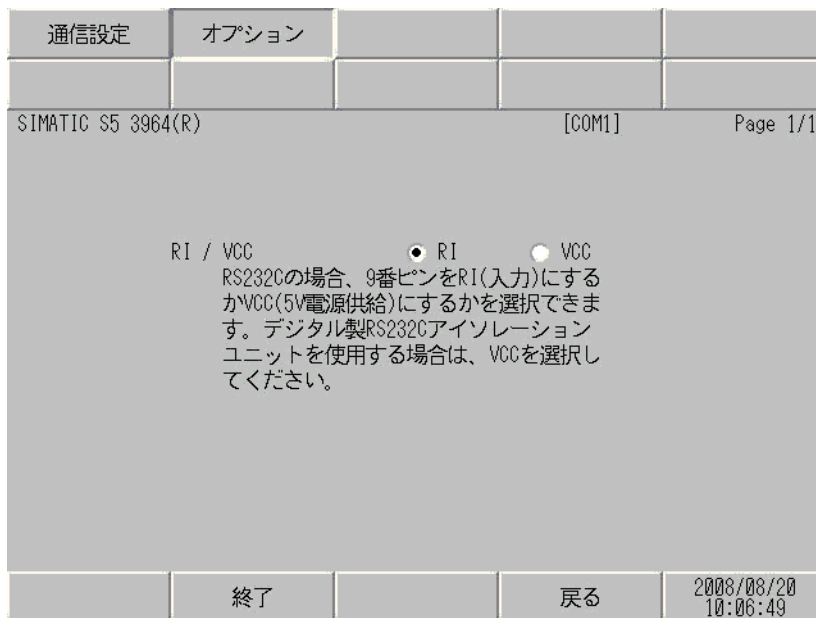 通信設定 オプション
SIMATIC S5 3964(R) [COM1] Page 1/1
RI / VCC RI VCC
RS232Cの場合、9番ピンをRI(入力)にする
かVCC(5V電源供給)にするかを選択できま
す。デジタル製RS232Cアイソレーション
ユニットを使用する場合は、VCCを選択し
てください。
終了 戻る 2008/08/20
10:06:49